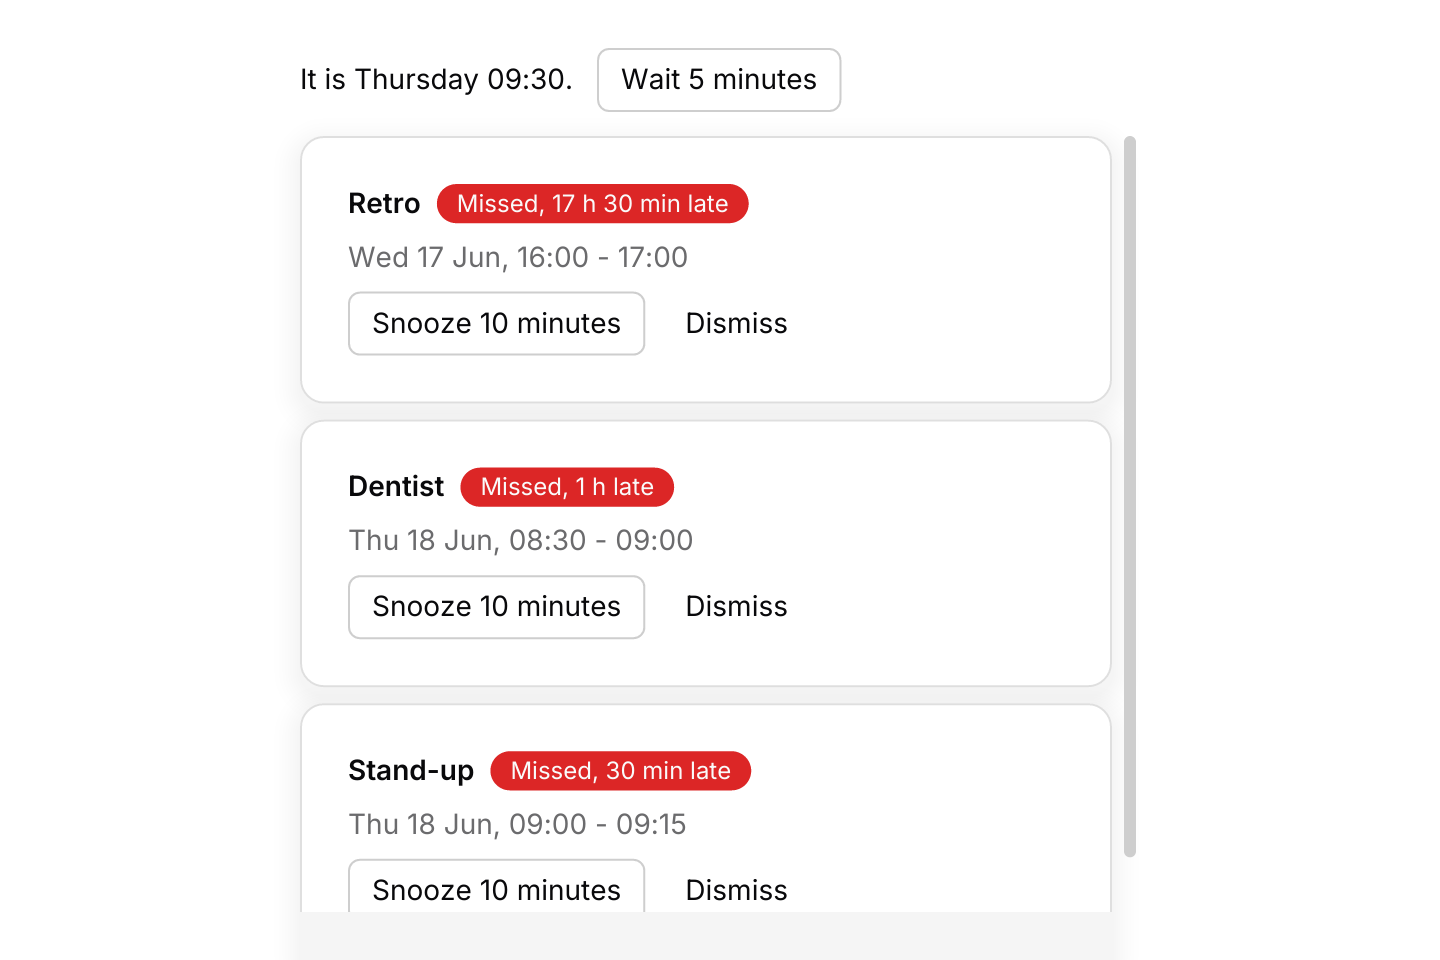 It is Thursday 09:30. Wait 5 minutes
Retro Missed, 17 h 30 min late
Wed 17 Jun, 16:00 - 17:00
Snooze 10 minutes Dismiss
Dentist Missed, 1 h late
Thu 18 Jun, 08:30 - 09:00
Snooze 10 minutes Dismiss
Stand-up Missed, 30 min late
Thu 18 Jun, 09:00 - 09:15
Snooze 10 minutes Dismiss